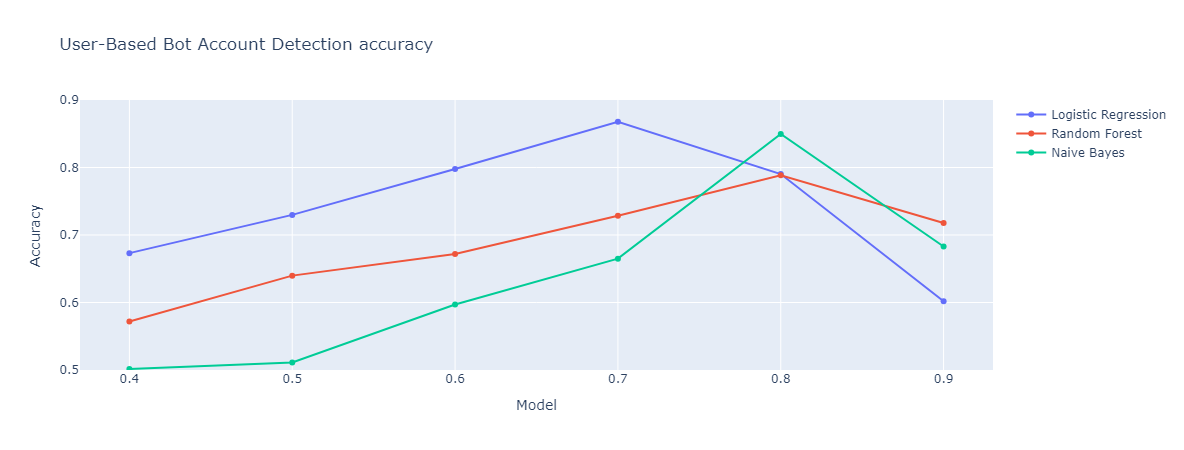 User-Based Bot Account Detection accuracy
0.9
0.8
0.7
0.6
0.5
Accuracy
0.4 0.5 0.6 0.7 0.8 0.9
Model
Logistic Regression
Random Forest
Naive Bayes